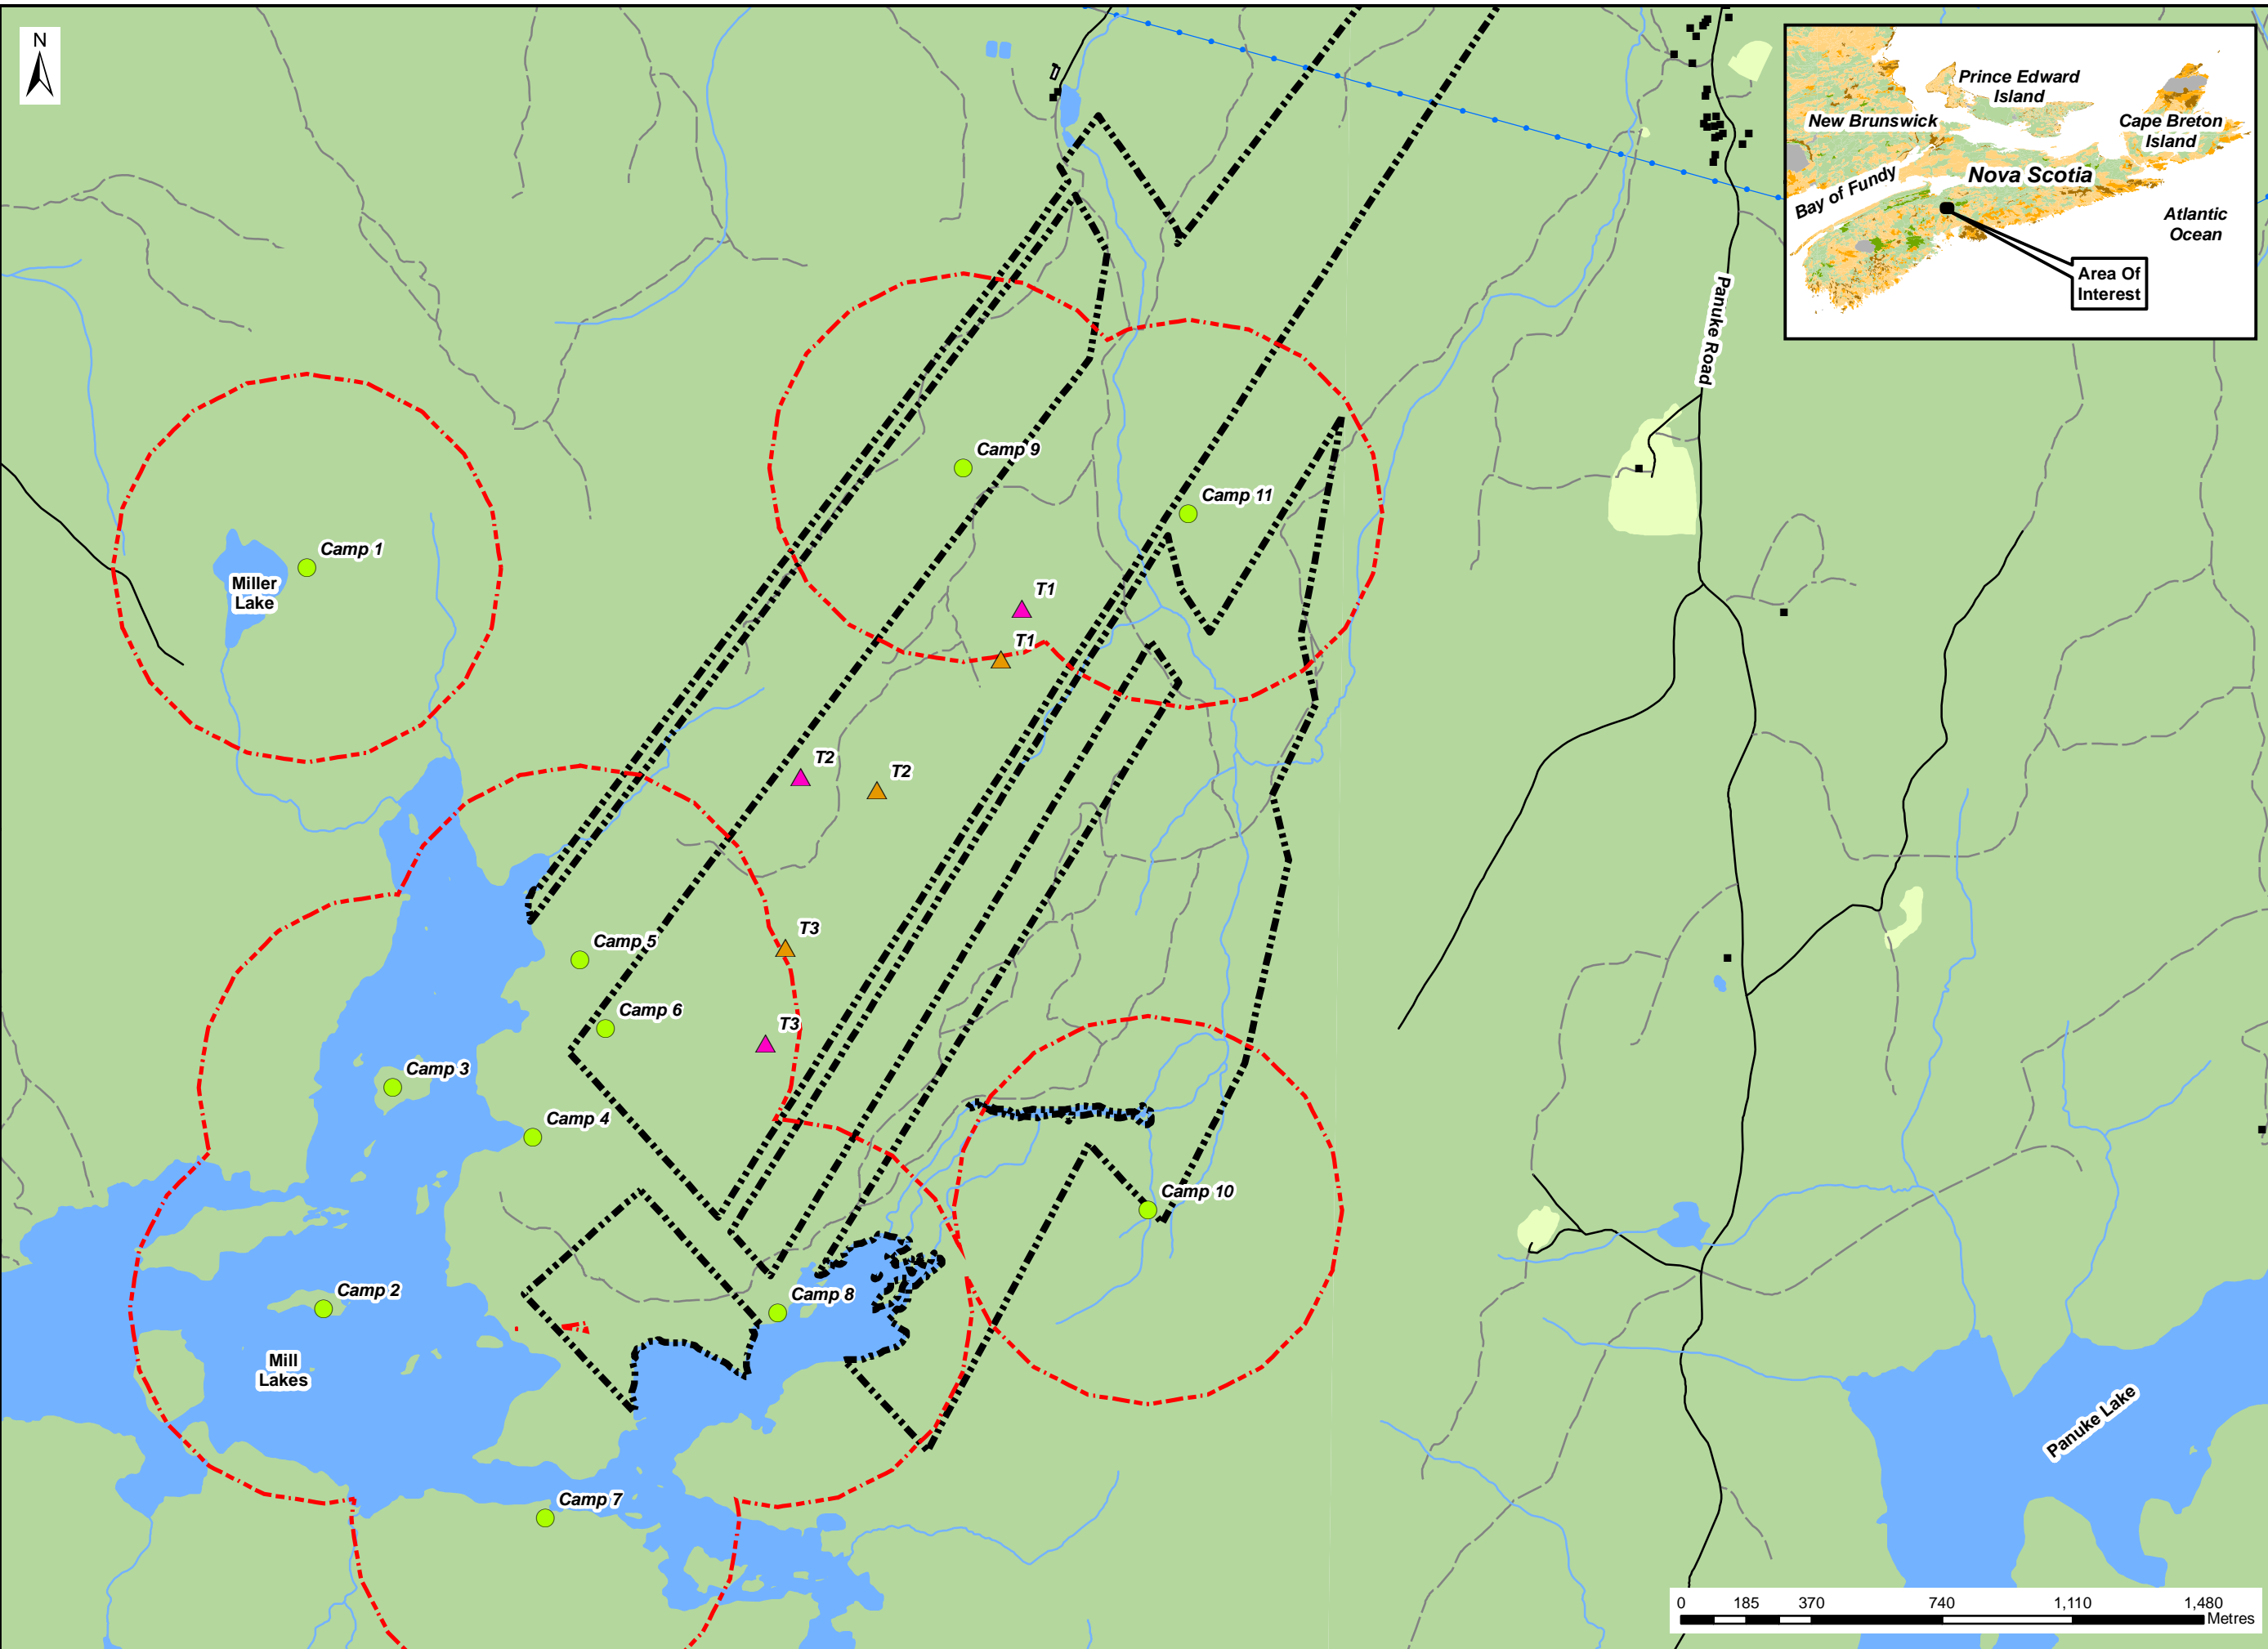 N
Prince Edward
Island
New Brunswick
Cape Breton
Island
Nova Scotia
Bay of Fundy
Atlantic
Ocean
Area Of
Interest
Panuke Road
Camp 9
Camp 11
Camp 1
Miller
Lake
T1
T1
T2
T2
T3
Camp 5
Camp 6
T3
Camp 3
Camp 4
Camp 10
Camp 2
Camp 8
Mill
Lakes
Panuke Lake
Camp 7
0 185 370 740 1,110 1,480
Metres